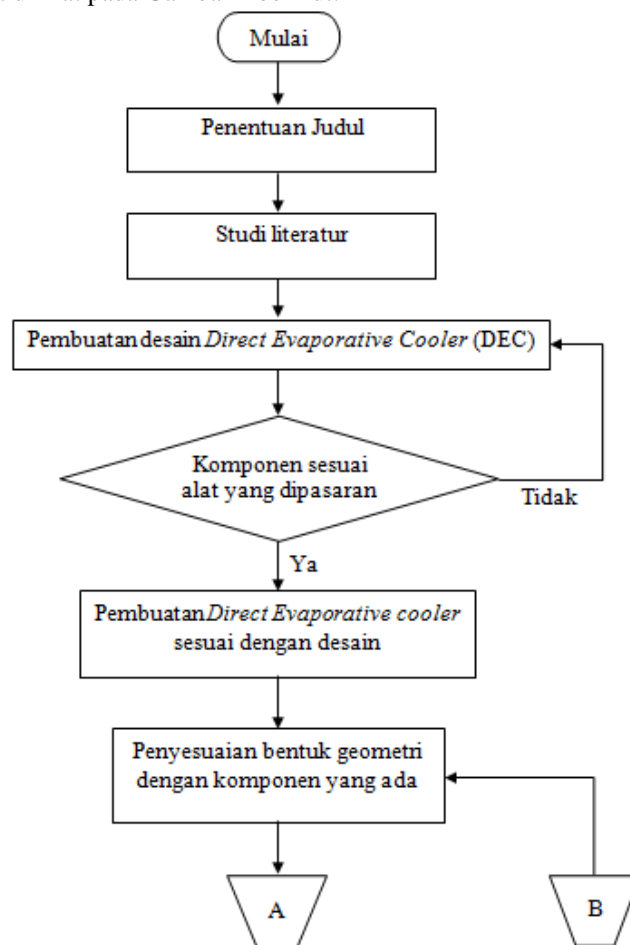 Mulai
Penentuan Judul
Studi literatur
Pembuatan desain Direct Evaporative Cooler (DEC)
Komponen sesuai
alat yang dipasaran
Tidak
Ya
Pembuatan Direct Evaporative cooler
sesuai dengan desain
Penyesuaian bentuk geometri
dengan komponen yang ada
A
B